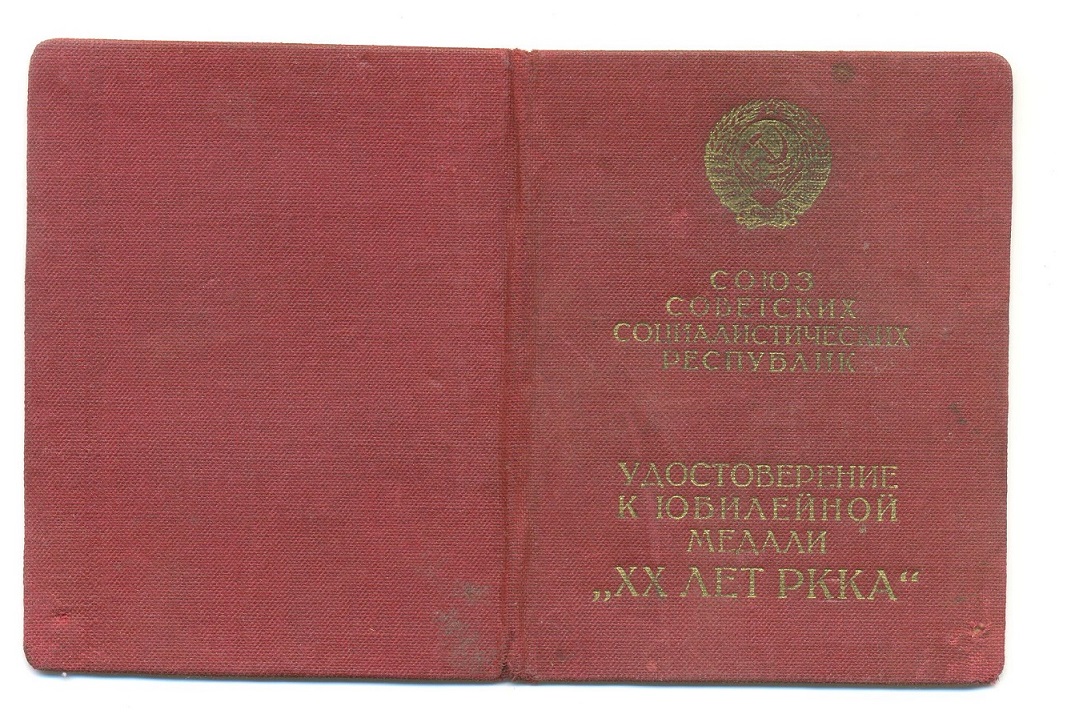 СОЮЗ
СОВЕТСКИХ
СОЦИАЛИСТИЧЕСКИХ
РЕСПУБЛИК
УДОСТОВЕРЕНИЕ
К ЮБИЛЕЙНОЙ
МЕДАЛИ
„XX ЛЕТ РККА“